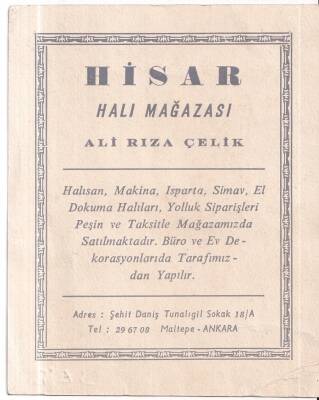 HİSAR
HALI MAĞAZASI
ALİ RIZA ÇELİK
Halısan, Makina, Isparta, Simav, El
Dokuma Halıları, Yolluk Siparişleri
Peşin ve Taksitle Mağazamızda
Satılmaktadır. Büro ve Ev De-
korasyonlarıda Tarafımız-
dan Yapılır.
Adres : Şehit Daniş Tunalıgil Sokak 18/A
Tel : 29 67 08 Maltepe - ANKARA